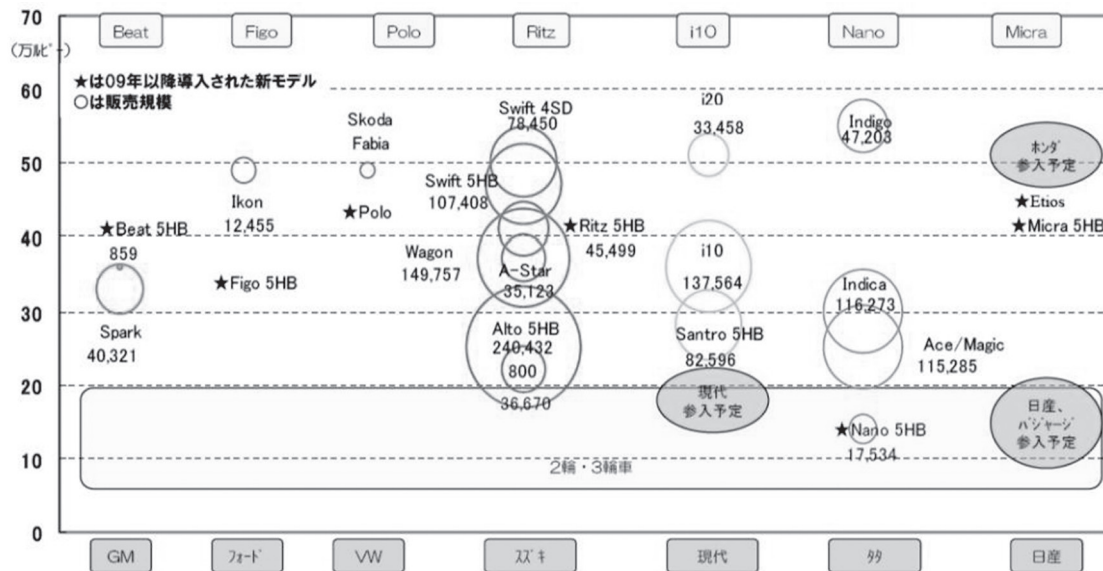 70
(万ﾙﾋﾟｰ)
Beat
Figo
Polo
Ritz
i10
Nano
Micra
★は09年以降導入された新モデル
○は販売規模
60
Skoda
Fabia
Swift 4SD
78,450
i20
33,458
Indigo
47,203
ﾎﾝﾀﾞ
参入予定
50
Ikon
12,455
Swift 5HB
107,408
★Beat 5HB
859
★Polo
★Ritz 5HB
45,499
★Etios
★Micra 5HB
40
Wagon
149,757
A-Star
35,123
i10
137,564
★Figo 5HB
Indica
116,273
30
Spark
40,321
Alto 5HB
240,432
800
36,670
Santro 5HB
82,596
Ace/Magic
115,285
20
現代
参入予定
日産、
ﾊﾞｼﾞｬｰｼﾞ
参入予定
★Nano 5HB
17,534
10
2輪・3輪車
0
GM
ﾌｫｰﾄﾞ
VW
ｽｽﾞｷ
現代
ﾀﾀ
日産